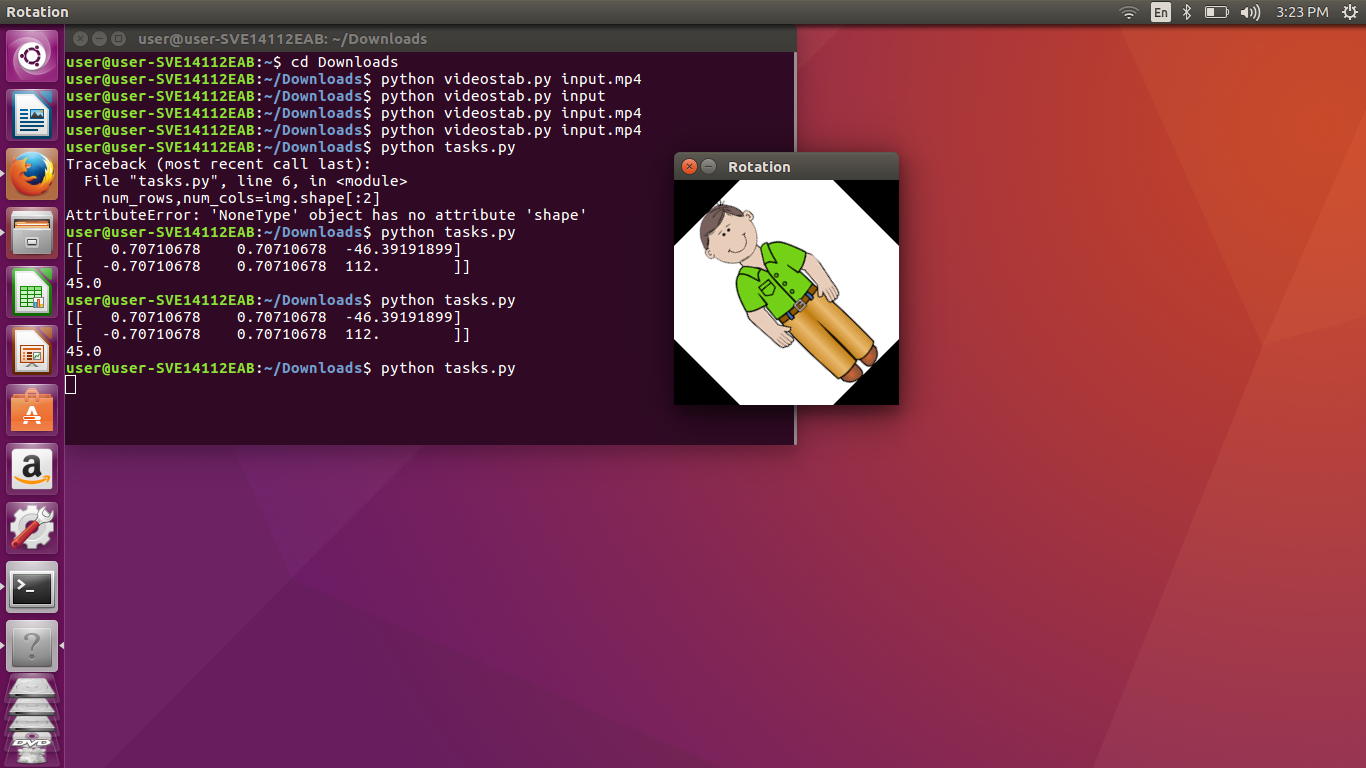 Rotation
En
3:23 PM
user@user-SVE14112EAB: ~/Downloads
user@user-SVE14112EAB:~$ cd Downloads
user@user-SVE14112EAB:~/Downloads$ python videostab.py input.mp4
user@user-SVE14112EAB:~/Downloads$ python videostab.py input
user@user-SVE14112EAB:~/Downloads$ python videostab.py input.mp4
user@user-SVE14112EAB:~/Downloads$ python videostab.py input.mp4
user@user-SVE14112EAB:~/Downloads$ python tasks.py
Traceback (most recent call last):
  File "tasks.py", line 6, in <module>
    num_rows,num_cols=img.shape[:2]
AttributeError: 'NoneType' object has no attribute 'shape'
user@user-SVE14112EAB:~/Downloads$ python tasks.py
[[   0.70710678    0.70710678  -46.39191899]
 [  -0.70710678    0.70710678  112.        ]]
45.0
user@user-SVE14112EAB:~/Downloads$ python tasks.py
[[   0.70710678    0.70710678  -46.39191899]
 [  -0.70710678    0.70710678  112.        ]]
45.0
user@user-SVE14112EAB:~/Downloads$ python tasks.py
Rotation
A
a
>_
?
DVD